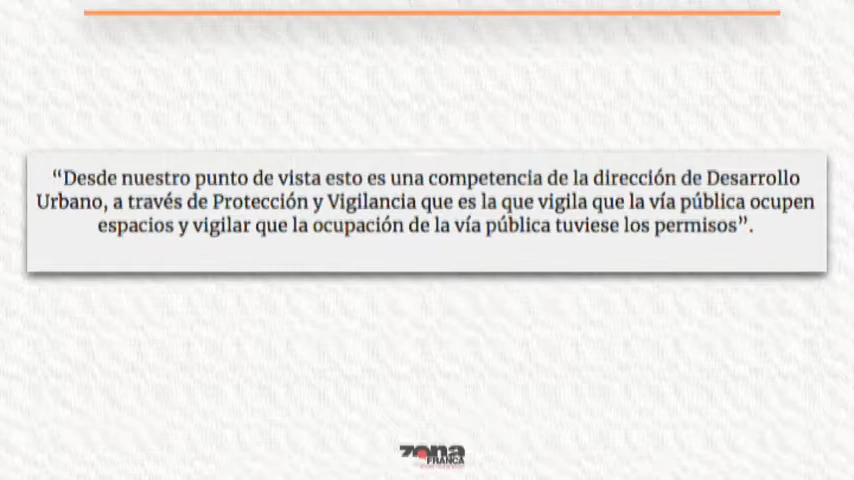 “Desde nuestro punto de vista esto es una competencia de la dirección de Desarrollo
Urbano, a través de Protección y Vigilancia que es la que vigila que la vía pública ocupen
espacios y vigilar que la ocupación de la vía pública tuviese los permisos”.
zona
FRANCA